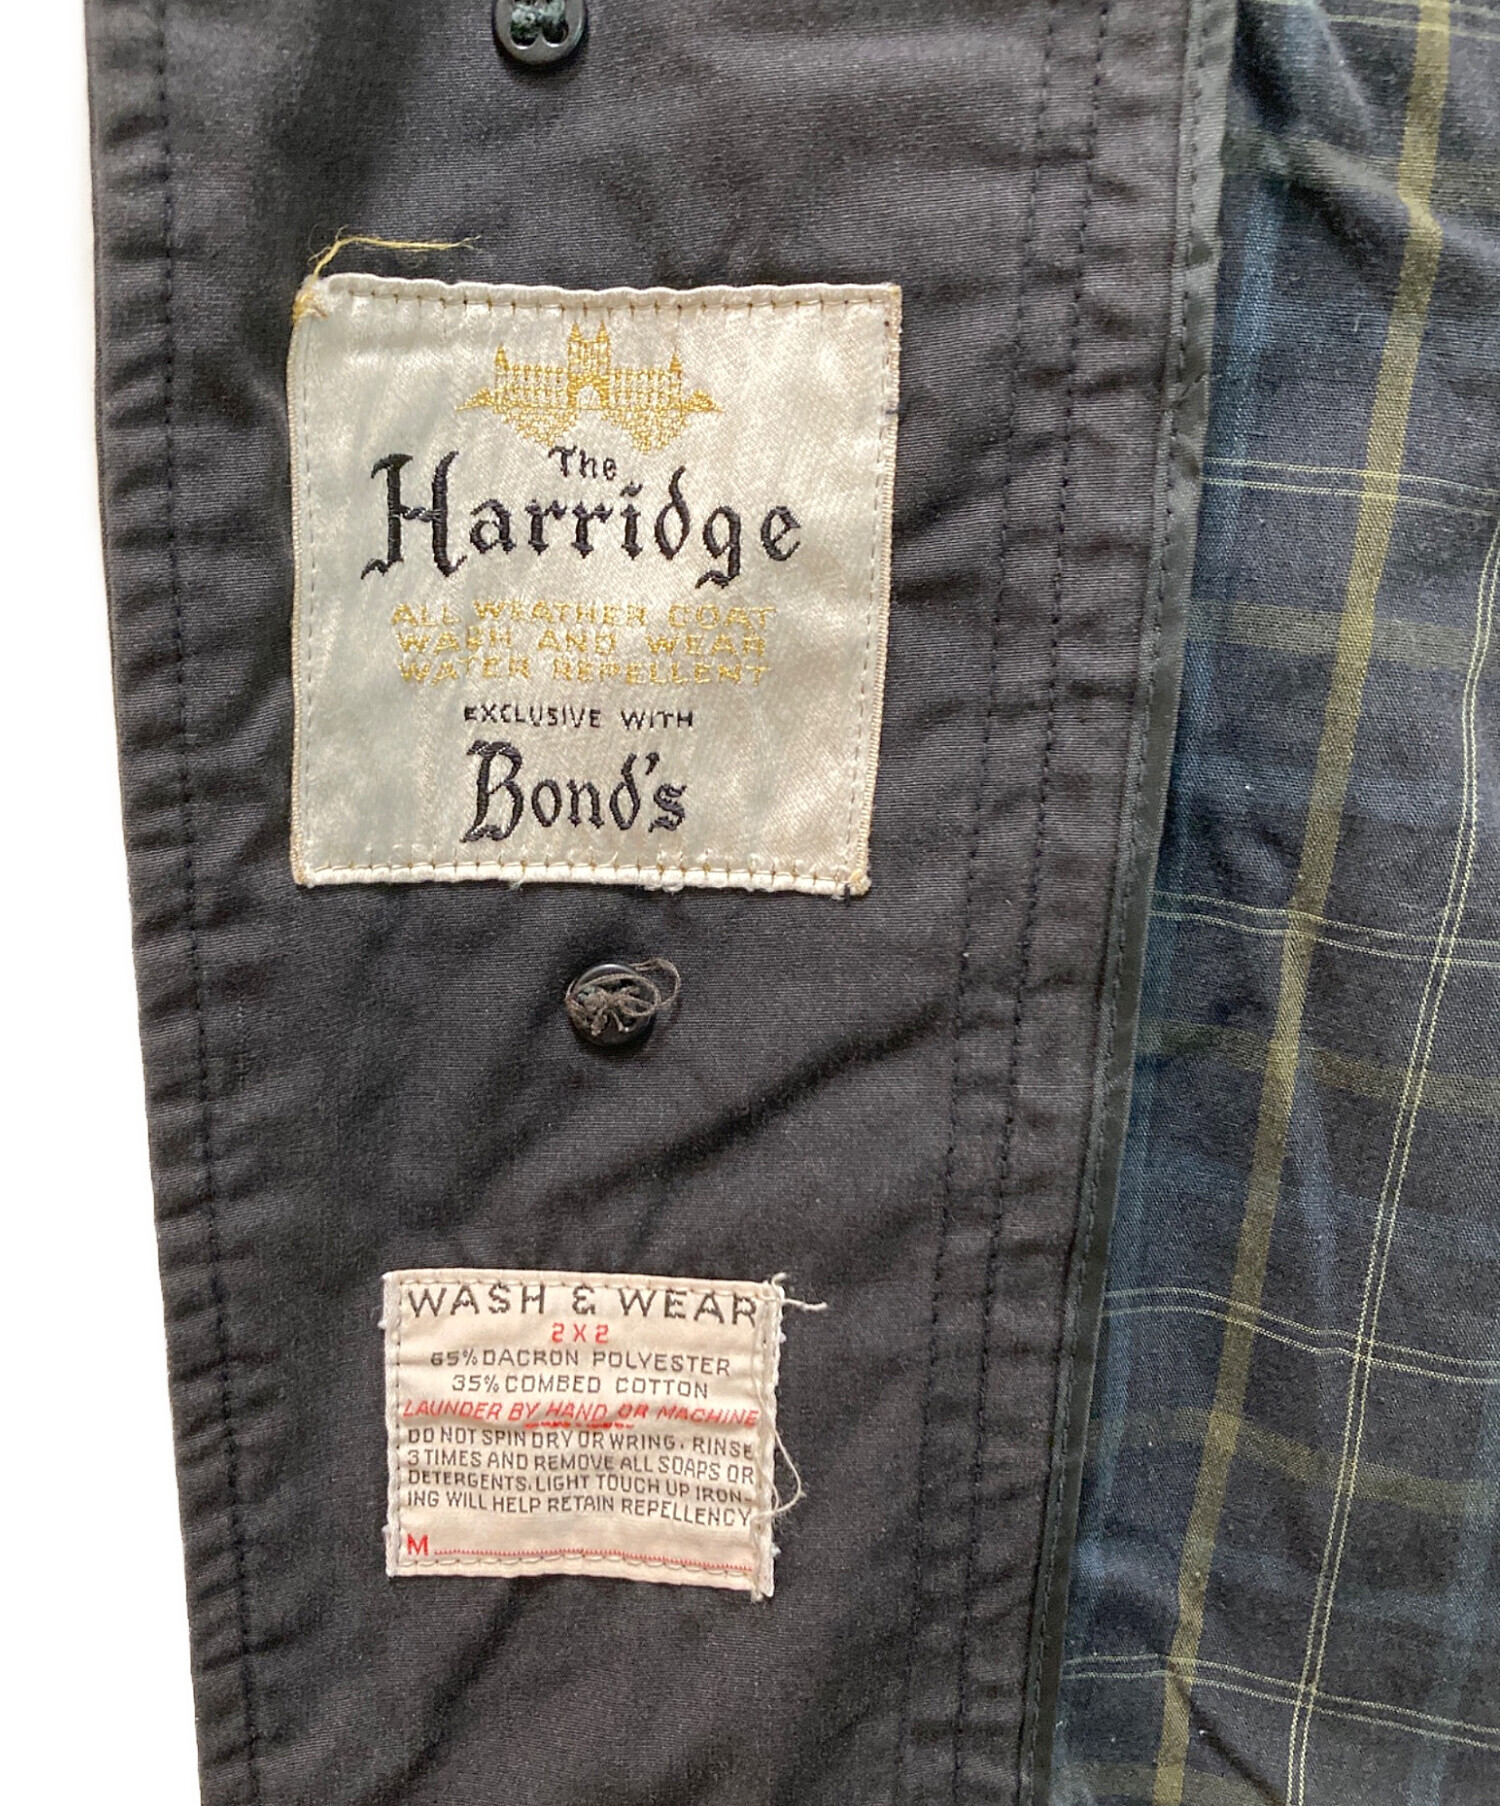 The
Harridge
ALL WEATHER COAT
WASH AND WEAR
WATER REPELLENT
EXCLUSIVE WITH
Bond's
WASH & WEAR
2X2
65% DACRON POLYESTER
35% COMBED COTTON
LAUNDER BY HAND OR MACHINE
DO NOT SPIN DRY OR WRING. RINSE
3 TIMES AND REMOVE ALL SOAPS OR
DETERGENTS. LIGHT TOUCH UP IRON-
ING WILL HELP RETAIN REPELLENCY
M